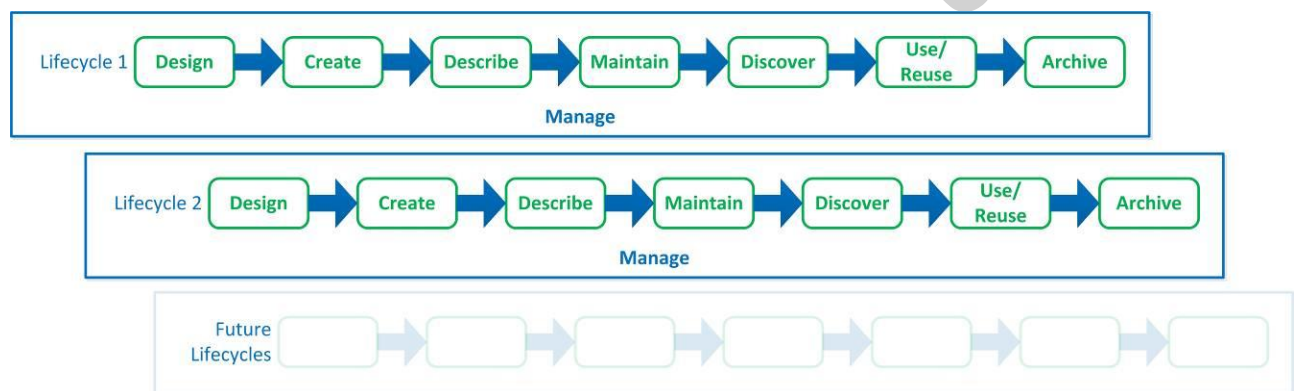 Lifecycle 1 Design Create Describe Maintain Discover Use/
Reuse Archive
Manage
Lifecycle 2 Design Create Describe Maintain Discover Use/
Reuse Archive
Manage
Future
Lifecycles